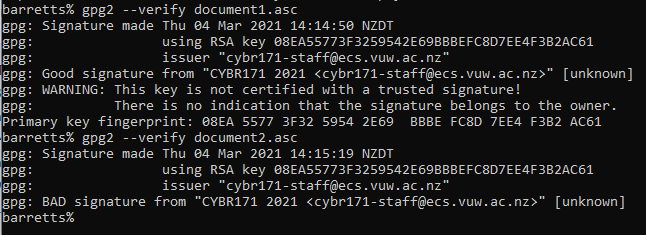 barretts% gpg2 --verify document1.asc
gpg: Signature made Thu 04 Mar 2021 14:14:50 NZDT
gpg:                using RSA key 08EA55773F3259542E69BBBEFC8D7EE4F3B2AC61
gpg:                issuer "cybr171-staff@ecs.vuw.ac.nz"
gpg: Good signature from "CYBR171 2021 <cybr171-staff@ecs.vuw.ac.nz>" [unknown]
gpg: WARNING: This key is not certified with a trusted signature!
gpg:          There is no indication that the signature belongs to the owner.
Primary key fingerprint: 08EA 5577 3F32 5954 2E69  BBBE FC8D 7EE4 F3B2 AC61
barretts% gpg2 --verify document2.asc
gpg: Signature made Thu 04 Mar 2021 14:15:19 NZDT
gpg:                using RSA key 08EA55773F3259542E69BBBEFC8D7EE4F3B2AC61
gpg:                issuer "cybr171-staff@ecs.vuw.ac.nz"
gpg: BAD signature from "CYBR171 2021 <cybr171-staff@ecs.vuw.ac.nz>" [unknown]
barretts%